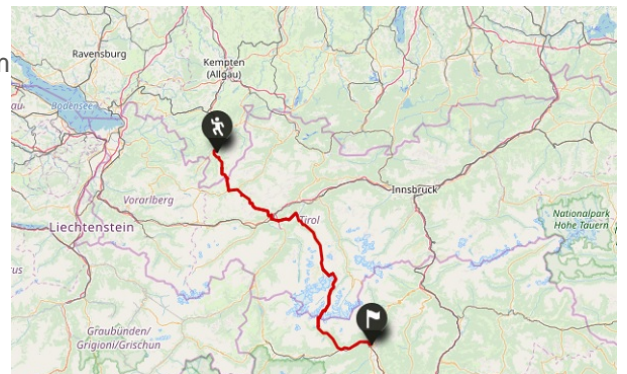 n
Ravensburg
Kempten
(Allgäu)
Bodensee
Vorarlberg
Liechtenstein
Tirol
Innsbruck
Nationalpark
Hohe Tauern
Graubünden/
Grigioni/Grischun